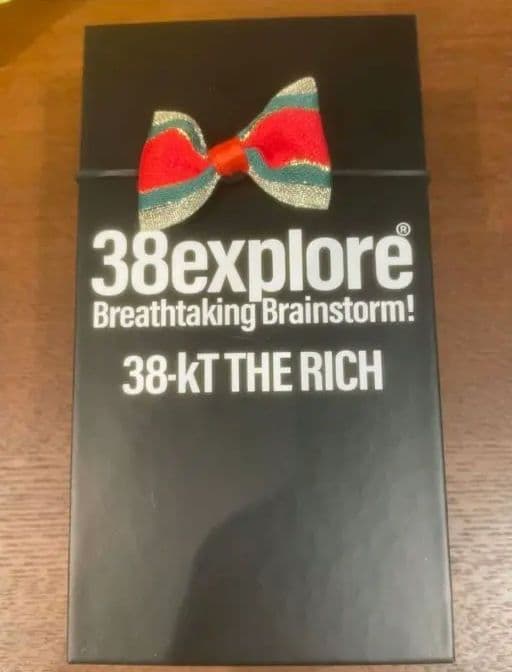 38explore®
Breathtaking Brainstorm!
38-kT THE RICH